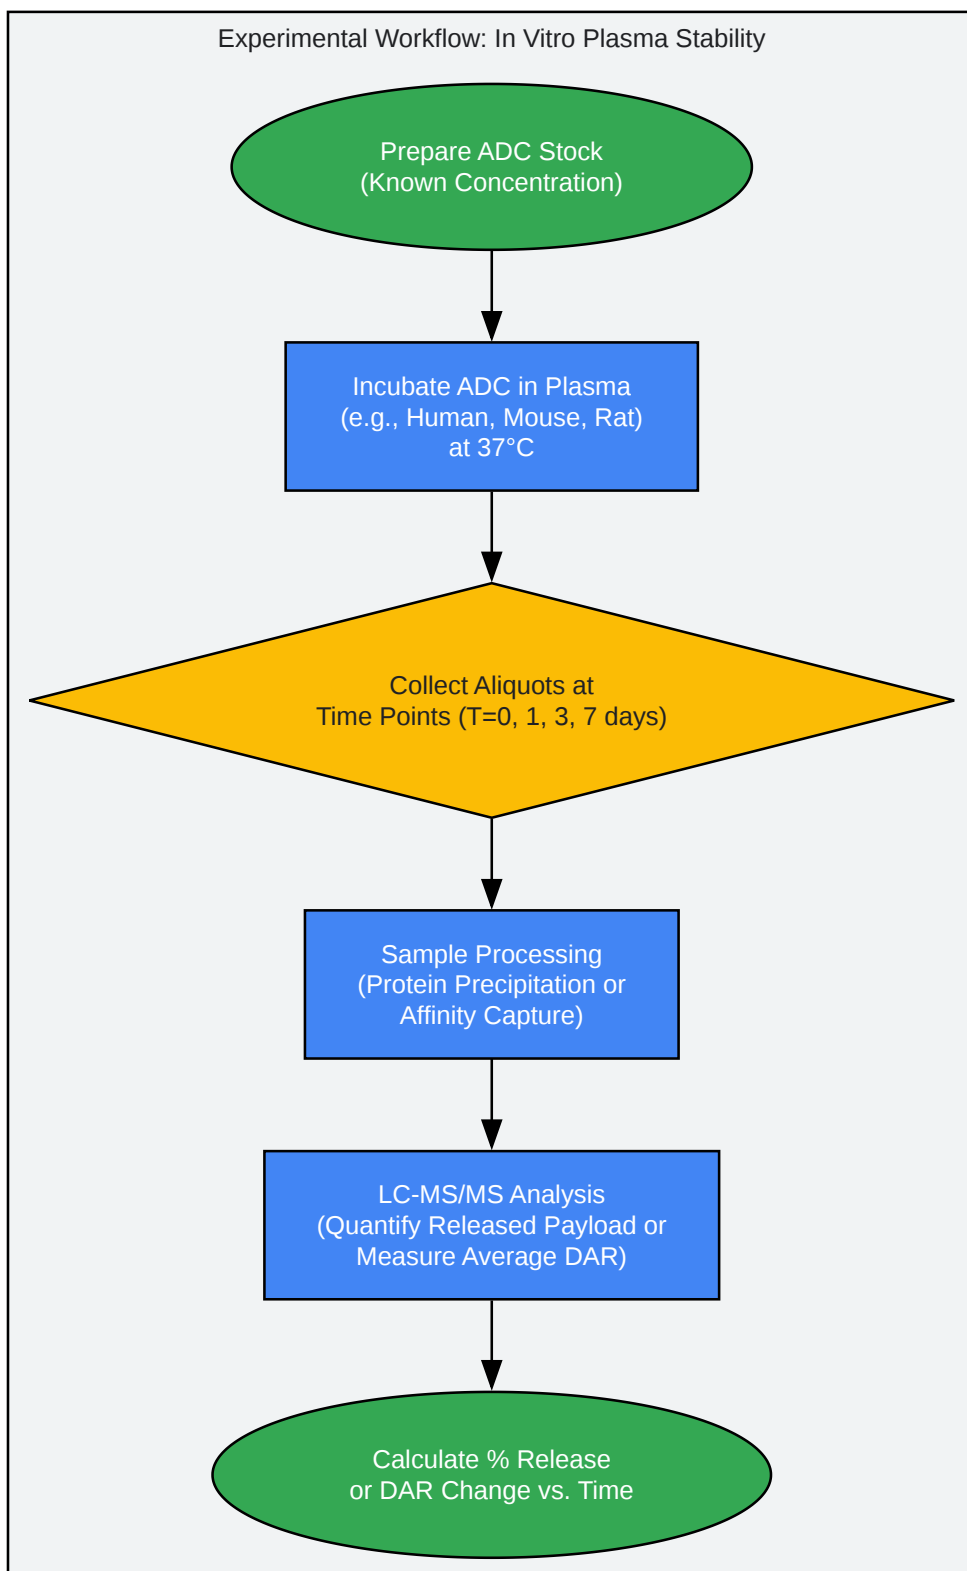 Experimental Workflow: In Vitro Plasma Stability
Prepare ADC Stock
(Known Concentration)
Incubate ADC in Plasma
(e.g., Human, Mouse, Rat)
at 37°C
Collect Aliquots at
Time Points (T=0, 1, 3, 7 days)
Sample Processing
(Protein Precipitation or
Affinity Capture)
LC-MS/MS Analysis
(Quantify Released Payload or
Measure Average DAR)
Calculate % Release
or DAR Change vs. Time